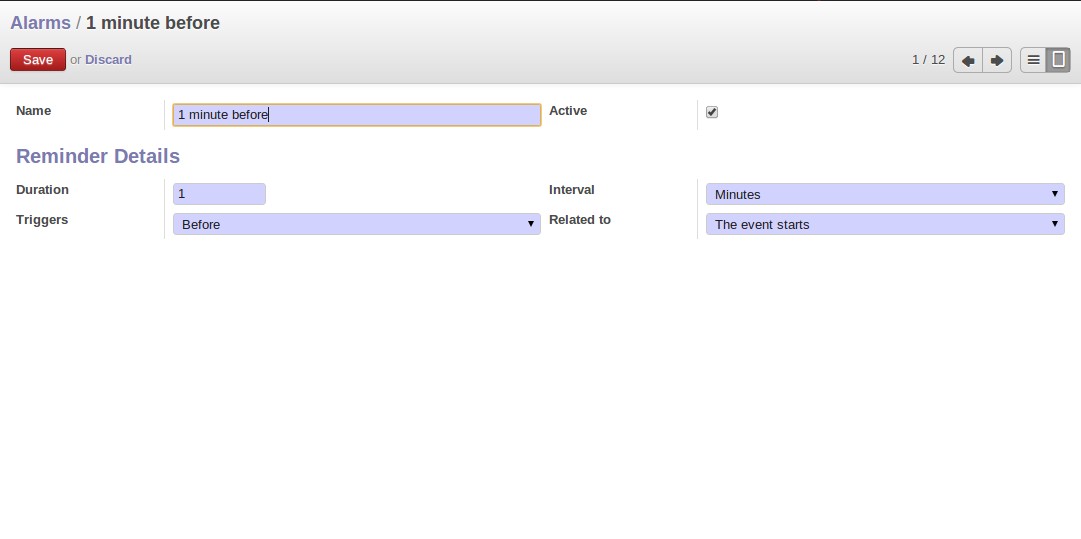 Alarms / 1 minute before
Save or Discard
1 / 12
Name
1 minute before
Active
Reminder Details
Duration
1
Interval
Minutes
Triggers
Before
Related to
The event starts